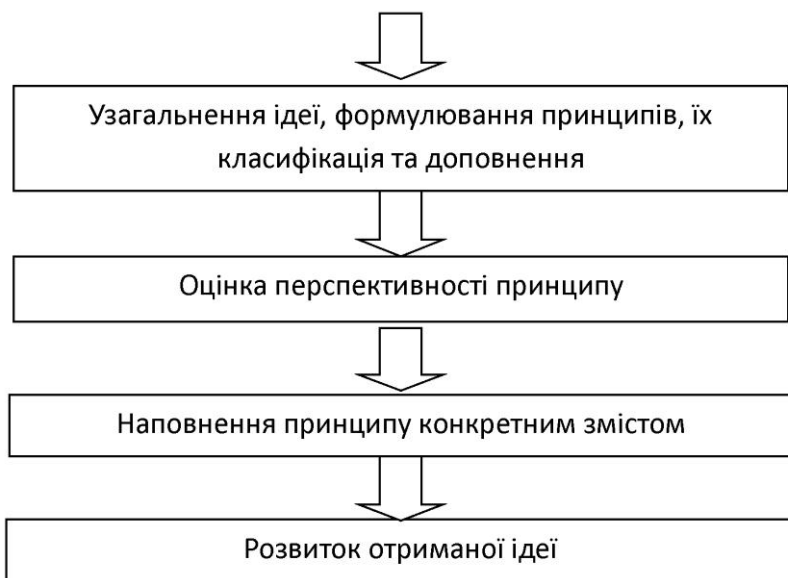 Узагальнення ідеї, формулювання принципів, їх
класифікація та доповнення
Оцінка перспективності принципу
Наповнення принципу конкретним змістом
Розвиток отриманої ідеї